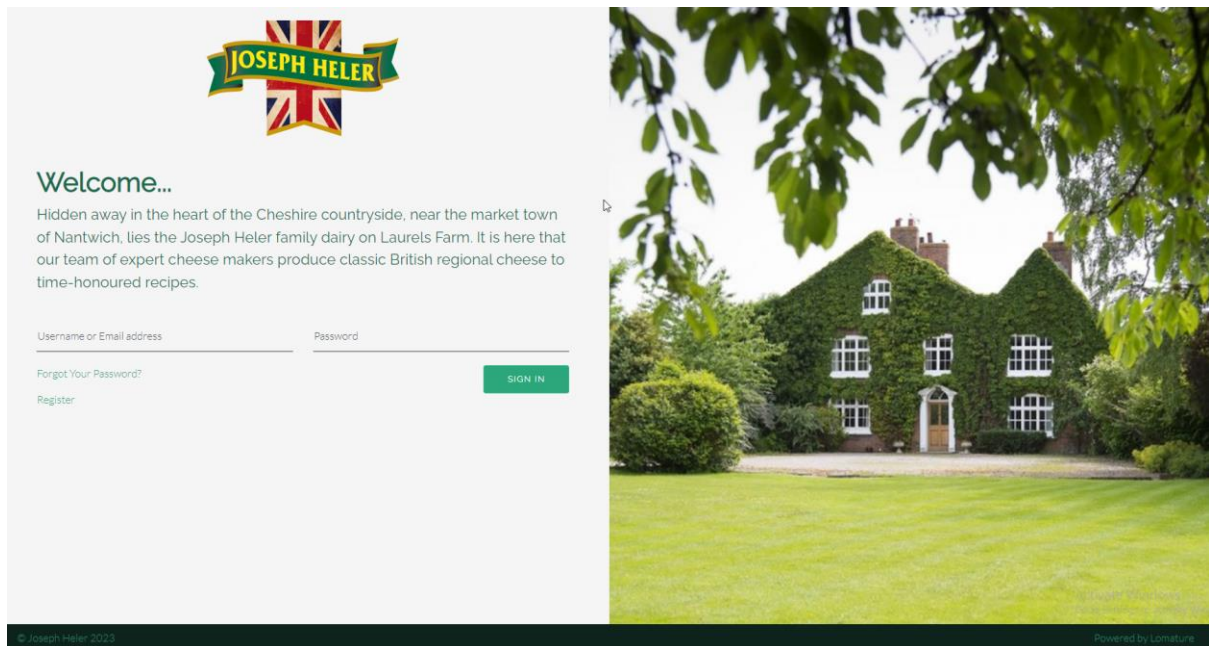 JOSEPH HELER
Welcome...
Hidden away in the heart of the Cheshire countryside, near the market town
of Nantwich, lies the Joseph Heler family dairy on Laurels Farm. It is here that
our team of expert cheese makers produce classic British regional cheese to
time-honoured recipes.
Username or Email address
Password
Forgot Your Password?
SIGN IN
Register
© Joseph Heler 2023
Powered by Lomature